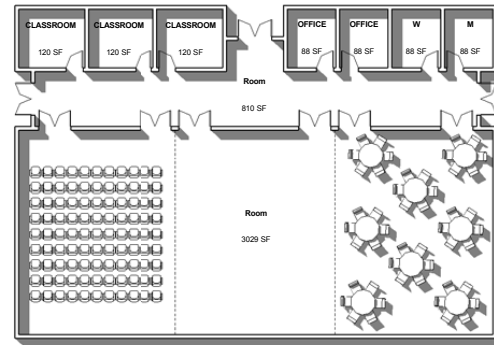 CLASSROOM CLASSROOM CLASSROOM OFFICE OFFICE W M
120 SF 120 SF 120 SF 88 SF 88 SF 88 SF 88 SF
Room
810 SF
Room
3029 SF